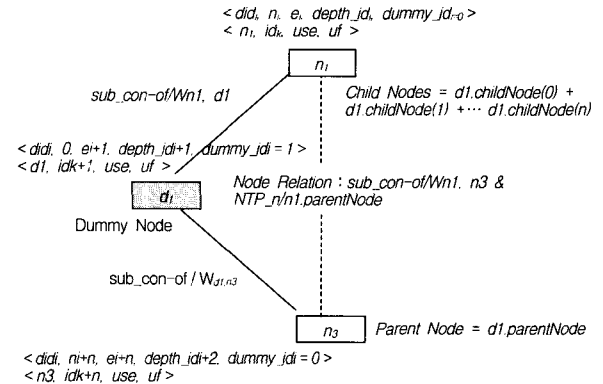 < didᵢ, nᵢ, eᵢ, depth_idᵢ, dummy_idᵢ=0 >
< n₁, idₖ, use, uf >
n₁
sub_con-of/Wn1, d1
Child Nodes = d1.childNode(0) +
d1.childNode(1) +··· d1.childNode(n)
< didi, 0, ei+1, depth_idi+1, dummy_idi = 1 >
< d1, idk+1, use, uf >
d₁
Dummy Node
Node Relation : sub_con-of/Wn1, n3 &
NTP_n/n1.parentNode
sub_con-of / Wd1,n3
n₃
Parent Node = d1.parentNode
< didi, ni+n, ei+n, depth_idi+2, dummy_idi = 0 >
< n3, idk+n, use, uf >